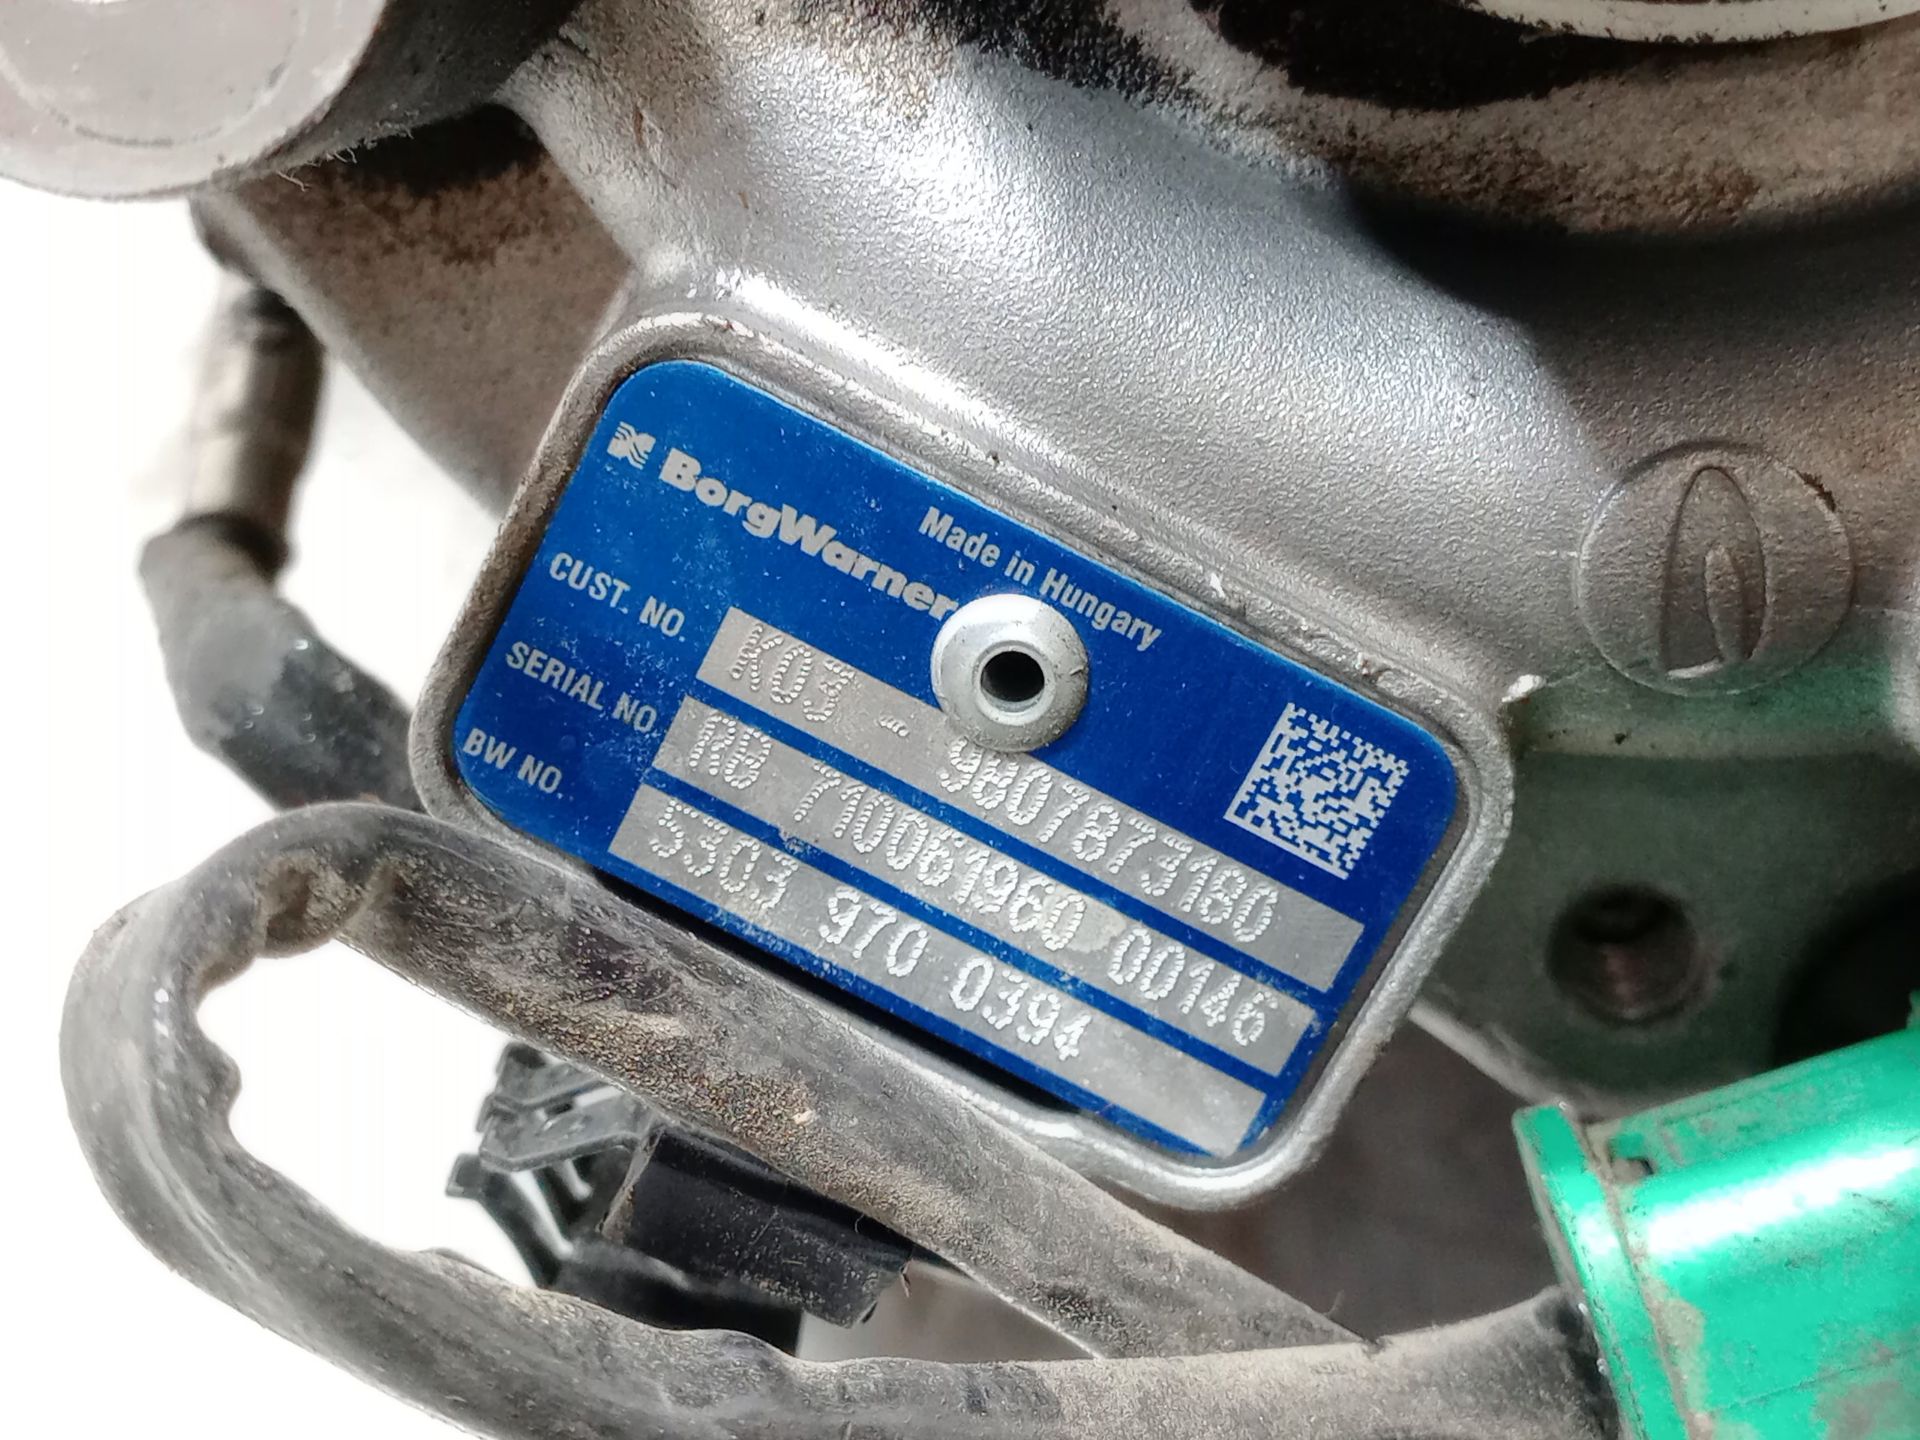 BorgWarner
Made in Hungary
CUST. NO. K03 - 9807873180
SERIAL NO. RB 710061960 00146
BW NO. 5303 970 0394